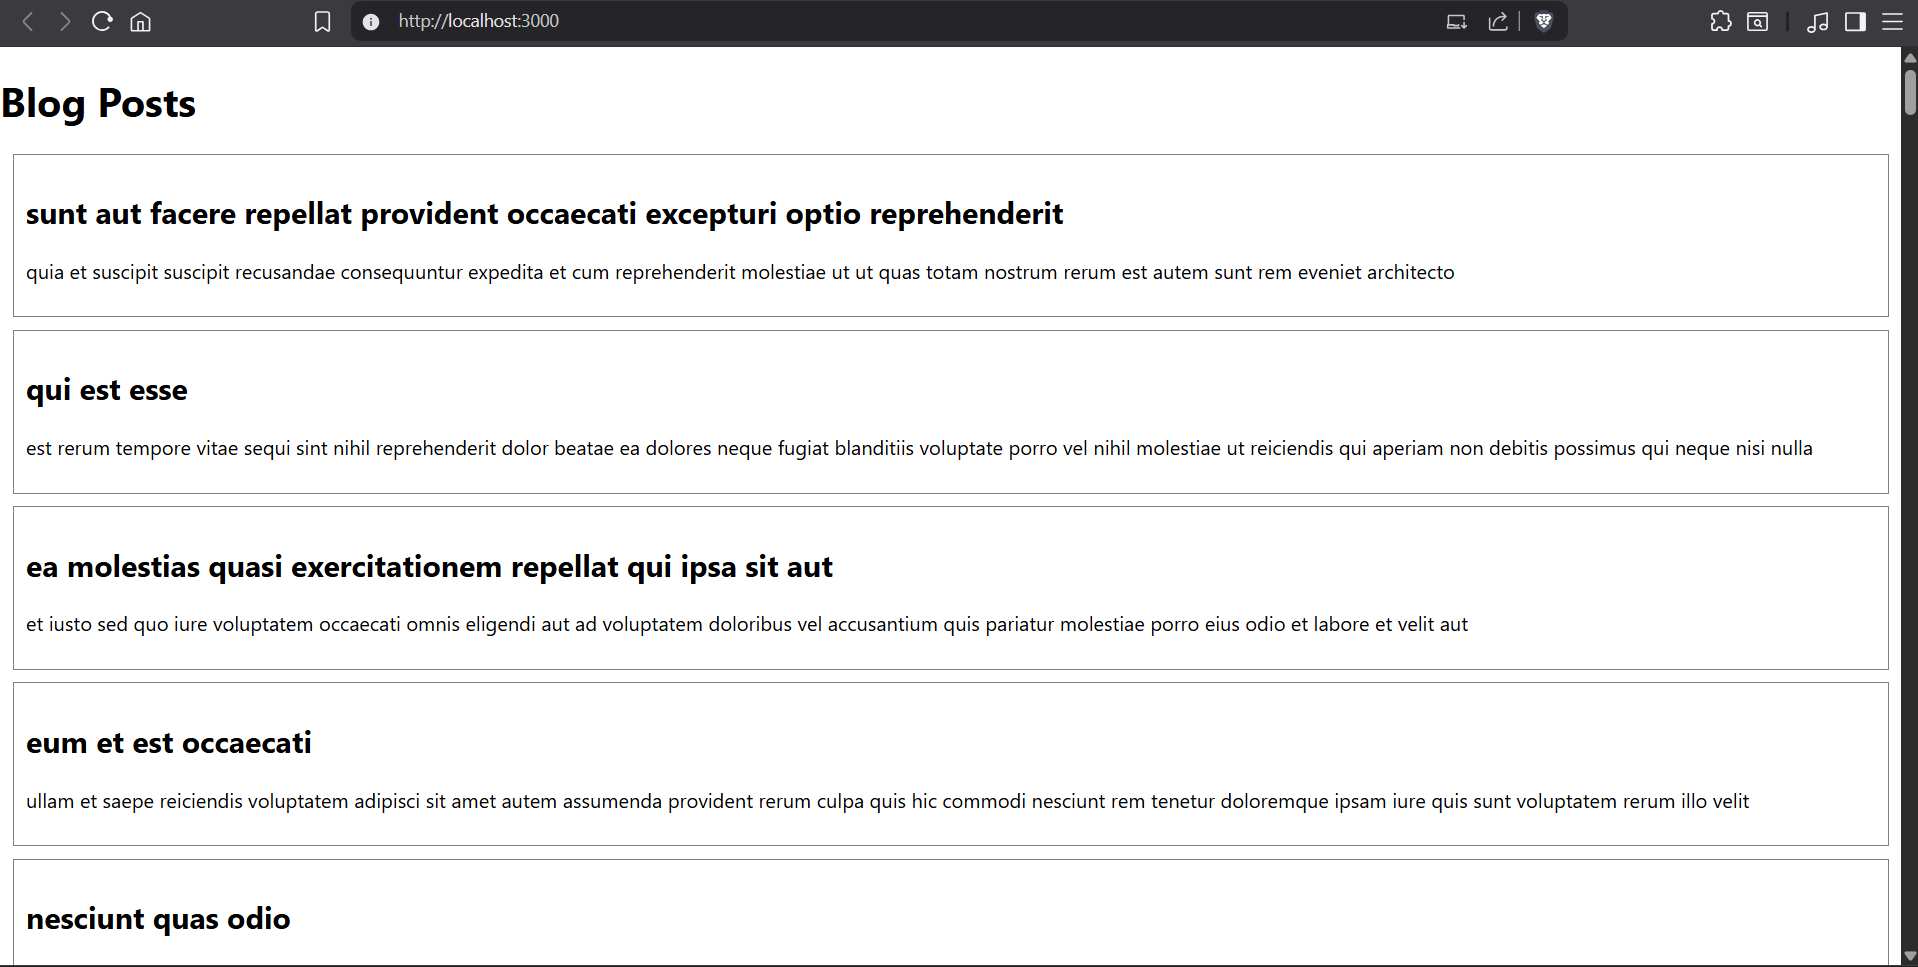 http://localhost:3000
Blog Posts
sunt aut facere repellat provident occaecati excepturi optio reprehenderit
quia et suscipit suscipit recusandae consequuntur expedita et cum reprehenderit molestiae ut ut quas totam nostrum rerum est autem sunt rem eveniet architecto
qui est esse
est rerum tempore vitae sequi sint nihil reprehenderit dolor beatae ea dolores neque fugiat blanditiis voluptate porro vel nihil molestiae ut reiciendis qui aperiam non debitis possimus qui neque nisi nulla
ea molestias quasi exercitationem repellat qui ipsa sit aut
et iusto sed quo iure voluptatem occaecati omnis eligendi aut ad voluptatem doloribus vel accusantium quis pariatur molestiae porro eius odio et labore et velit aut
eum et est occaecati
ullam et saepe reiciendis voluptatem adipisci sit amet autem assumenda provident rerum culpa quis hic commodi nesciunt rem tenetur doloremque ipsam iure quis sunt voluptatem rerum illo velit
nesciunt quas odio